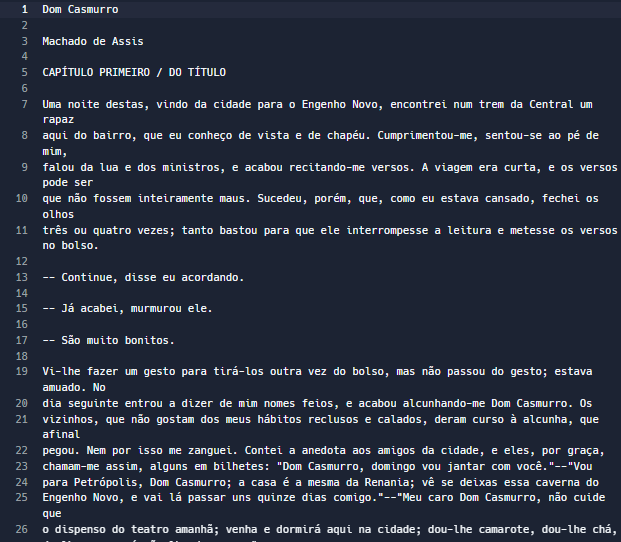 1 Dom Casmurro
2
3 Machado de Assis
4
5 CAPÍTULO PRIMEIRO / DO TÍTULO
6
7 Uma noite destas, vindo da cidade para o Engenho Novo, encontrei num trem da Central um
rapaz
8 aqui do bairro, que eu conheço de vista e de chapéu. Cumprimentou-me, sentou-se ao pé de
mim,
9 falou da lua e dos ministros, e acabou recitando-me versos. A viagem era curta, e os versos
pode ser
10 que não fossem inteiramente maus. Sucedeu, porém, que, como eu estava cansado, fechei os
olhos
11 três ou quatro vezes; tanto bastou para que ele interrompesse a leitura e metesse os versos
no bolso.
12
13 -- Continue, disse eu acordando.
14
15 -- Já acabei, murmurou ele.
16
17 -- São muito bonitos.
18
19 Vi-lhe fazer um gesto para tirá-los outra vez do bolso, mas não passou do gesto; estava
amuado. No
20 dia seguinte entrou a dizer de mim nomes feios, e acabou alcunhando-me Dom Casmurro. Os
21 vizinhos, que não gostam dos meus hábitos reclusos e calados, deram curso à alcunha, que
afinal
22 pegou. Nem por isso me zanguei. Contei a anedota aos amigos da cidade, e eles, por graça,
23 chamam-me assim, alguns em bilhetes: "Dom Casmurro, domingo vou jantar com você."--"Vou
24 para Petrópolis, Dom Casmurro; a casa é a mesma da Renania; vê se deixas essa caverna do
25 Engenho Novo, e vai lá passar uns quinze dias comigo."--"Meu caro Dom Casmurro, não cuide
que
26 o dispenso do teatro amanhã; venha e dormirá aqui na cidade; dou-lhe camarote, dou-lhe chá,